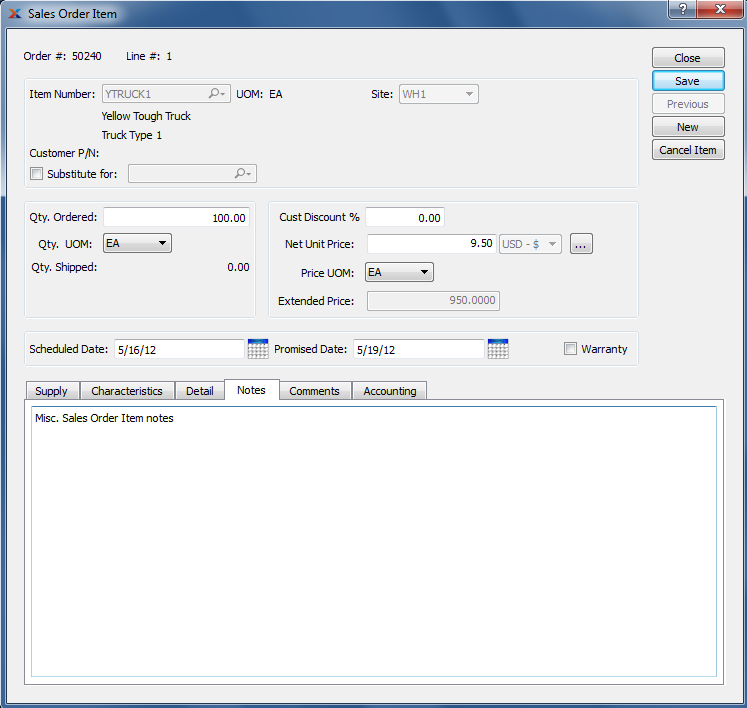 Sales Order Item
?
Order #: 50240 Line #: 1
Close
Item Number: YTRUCK1 UOM: EA Site: WH1
Save
Yellow Tough Truck
Previous
Truck Type 1
New
Customer P/N:
Cancel Item
Substitute for:
Qty. Ordered: 100.00 Cust Discount % 0.00
Qty. UOM: EA Net Unit Price: 9.50 USD - $ ...
Qty. Shipped: 0.00 Price UOM: EA
Extended Price: 950.0000
Scheduled Date: 5/16/12 Promised Date: 5/19/12 Warranty
Supply Characteristics Detail Notes Comments Accounting
Misc. Sales Order Item notes